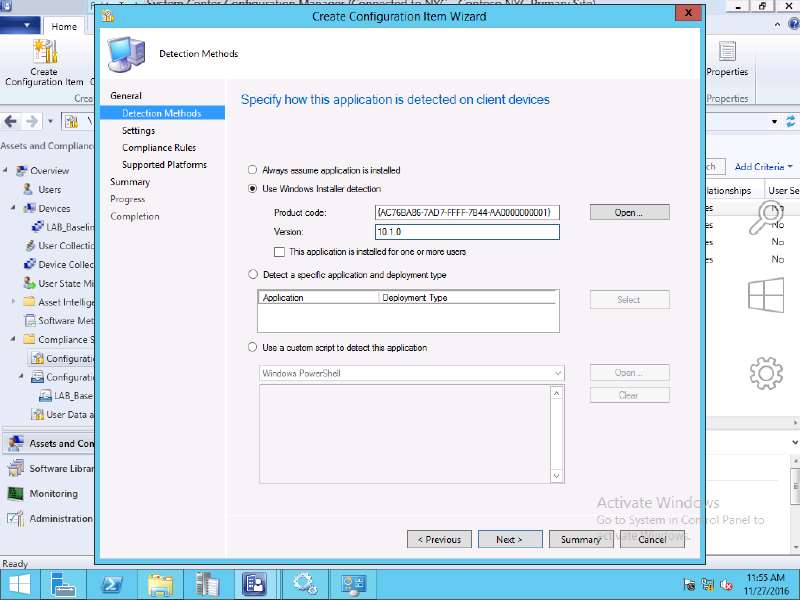 System Center Configuration Manager (Connected to NYC - Contoso NYC Primary Site)
Create Configuration Item Wizard
X
Home
Create
Configuration Item
Properties
Properties
Detection Methods
General
Detection Methods
Settings
Compliance Rules
Supported Platforms
Summary
Progress
Completion
Specify how this application is detected on client devices
Always assume application is installed
Use Windows Installer detection
Product code:
{AC76BA86-7AD7-FFFF-7B44-AA0000000001}
Open...
Version:
10.1.0
This application is installed for one or more users
Detect a specific application and deployment type
Application
Deployment Type
Select
Use a custom script to detect this application
Windows PowerShell
Open...
Clear
< Previous
Next >
Summary
Cancel
Assets and Complianc
Overview
Users
Devices
LAB_Baselin
User Collectio
Device Collec
User State Mi
Asset Intellige
Software Met
Compliance S
Configuratio
Configuratio
LAB_Base
User Data a
Assets and Con
Software Librar
Monitoring
Administration
Ready
Add Criteria
lationships
User Se
No
No
No
Activate Windows
Go to System in Control Panel to
activate Windows.
11:55 AM
11/27/2016